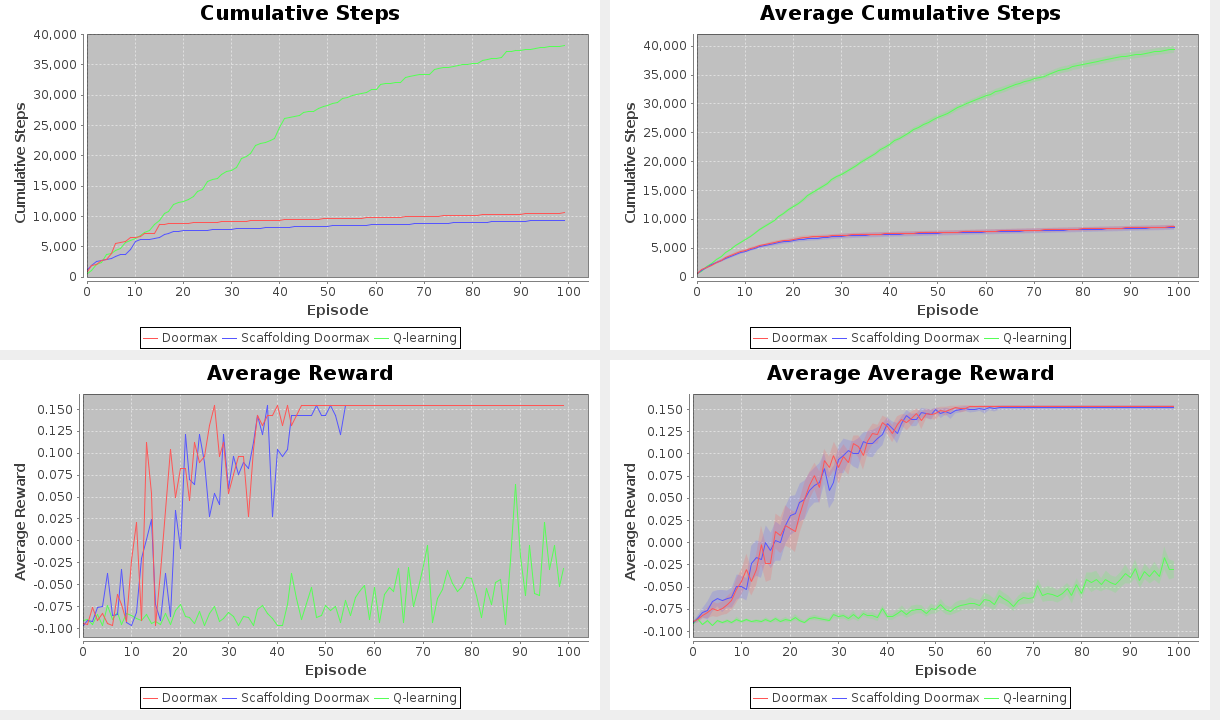 Cumulative Steps
40,000
35,000
30,000
25,000
20,000
15,000
10,000
5,000
0
Cumulative Steps
0 10 20 30 40 50 60 70 80 90 100
Episode
Doormax Scaffolding Doormax Q-learning
Average Cumulative Steps
40,000
35,000
30,000
25,000
20,000
15,000
10,000
5,000
0
Cumulative Steps
0 10 20 30 40 50 60 70 80 90 100
Episode
Doormax Scaffolding Doormax Q-learning
Average Reward
0.150
0.125
0.100
0.075
0.050
0.025
0.000
-0.025
-0.050
-0.075
-0.100
Average Reward
0 10 20 30 40 50 60 70 80 90 100
Episode
Doormax Scaffolding Doormax Q-learning
Average Average Reward
0.150
0.125
0.100
0.075
0.050
0.025
0.000
-0.025
-0.050
-0.075
-0.100
Average Reward
0 10 20 30 40 50 60 70 80 90 100
Episode
Doormax Scaffolding Doormax Q-learning